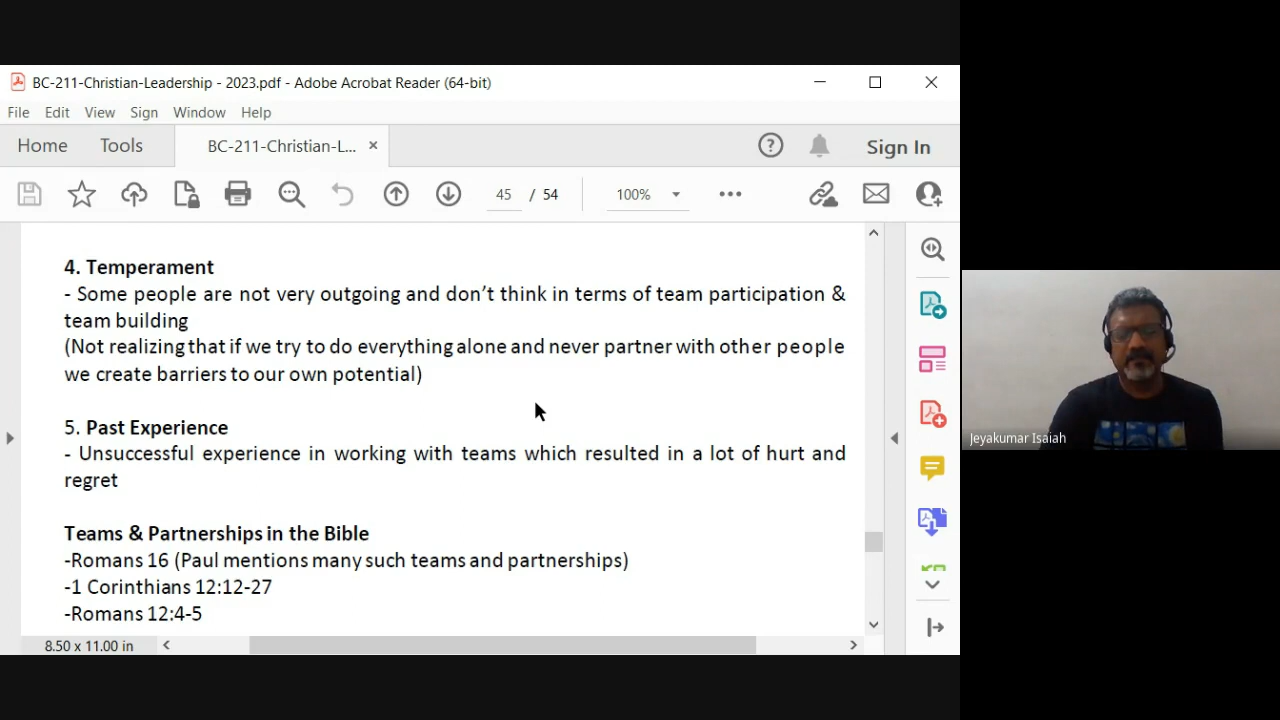 BC-211-Christian-Leadership - 2023.pdf - Adobe Acrobat Reader (64-bit)
File Edit View Sign Window Help
Home Tools BC-211-Christian-L... × Sign In
45 / 54 100%
4. Temperament
- Some people are not very outgoing and don’t think in terms of team participation &
team building
(Not realizing that if we try to do everything alone and never partner with other people
we create barriers to our own potential)
5. Past Experience
- Unsuccessful experience in working with teams which resulted in a lot of hurt and
regret
Teams & Partnerships in the Bible
-Romans 16 (Paul mentions many such teams and partnerships)
-1 Corinthians 12:12-27
-Romans 12:4-5
8.50 x 11.00 in
Jeyakumar Isaiah